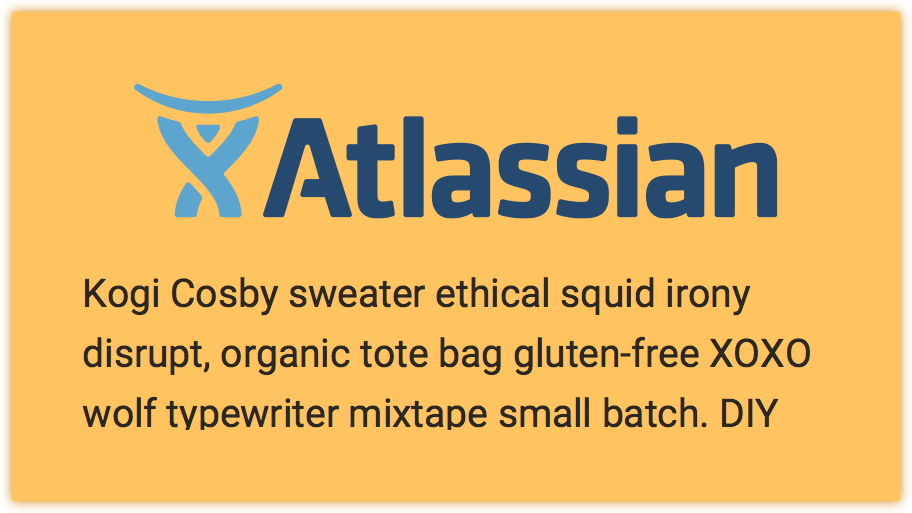 Atlassian
Kogi Cosby sweater ethical squid irony
disrupt, organic tote bag gluten-free XOXO
wolf typewriter mixtape small batch. DIY